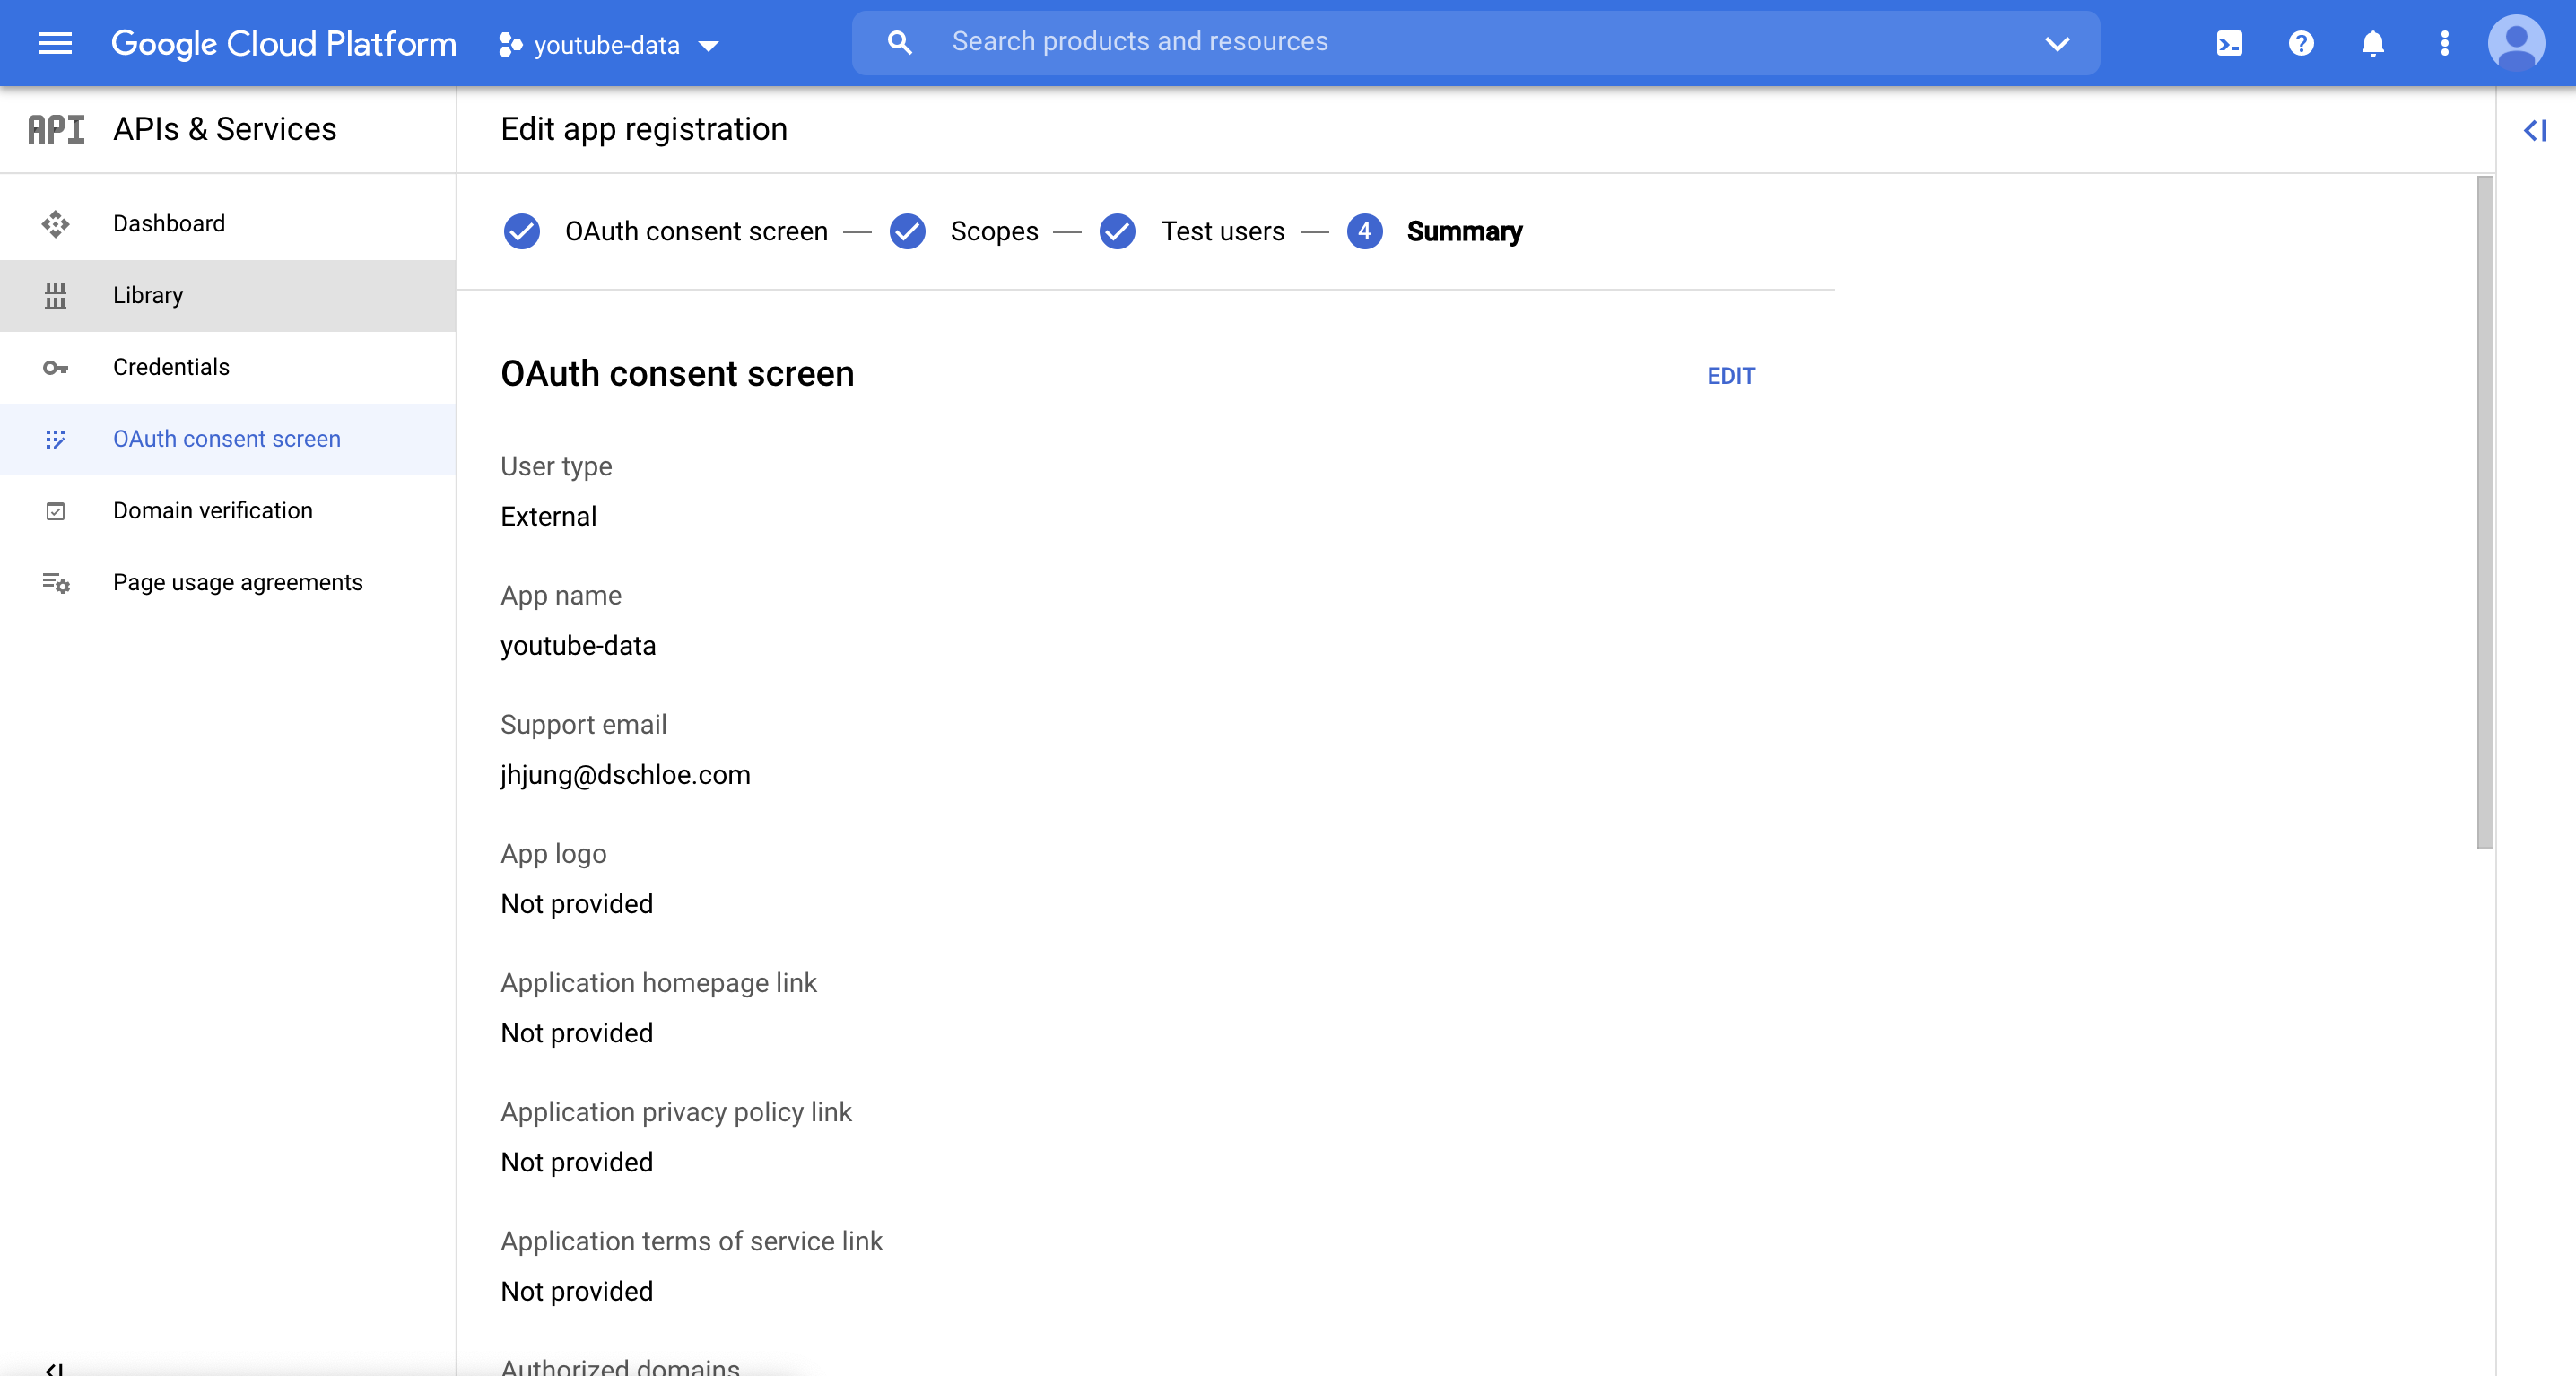 Google Cloud Platform
youtube-data
Search products and resources
API APIs & Services
Edit app registration
Dashboard
Library
Credentials
OAuth consent screen
Domain verification
Page usage agreements
OAuth consent screen
Scopes
Test users
4 Summary
OAuth consent screen
EDIT
User type
External
App name
youtube-data
Support email
jhjung@dschloe.com
App logo
Not provided
Application homepage link
Not provided
Application privacy policy link
Not provided
Application terms of service link
Not provided
Authorized domains